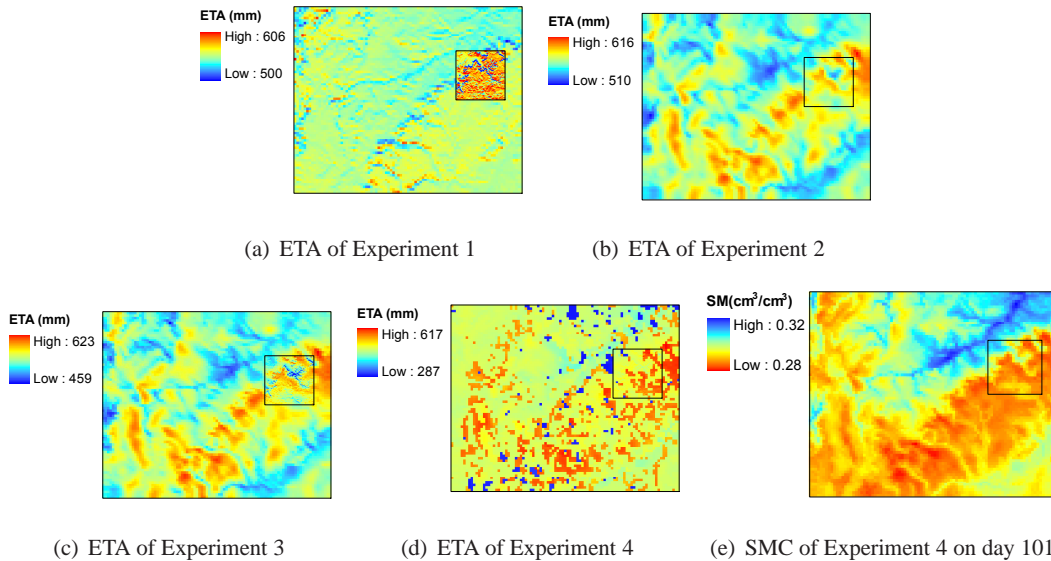 ETA (mm)
High : 606
Low : 500
ETA (mm)
High : 616
Low : 510
(a) ETA of Experiment 1
(b) ETA of Experiment 2
ETA (mm)
High : 623
Low : 459
ETA (mm)
High : 617
Low : 287
SM(cm³/cm³)
High : 0.32
Low : 0.28
(c) ETA of Experiment 3
(d) ETA of Experiment 4
(e) SMC of Experiment 4 on day 101